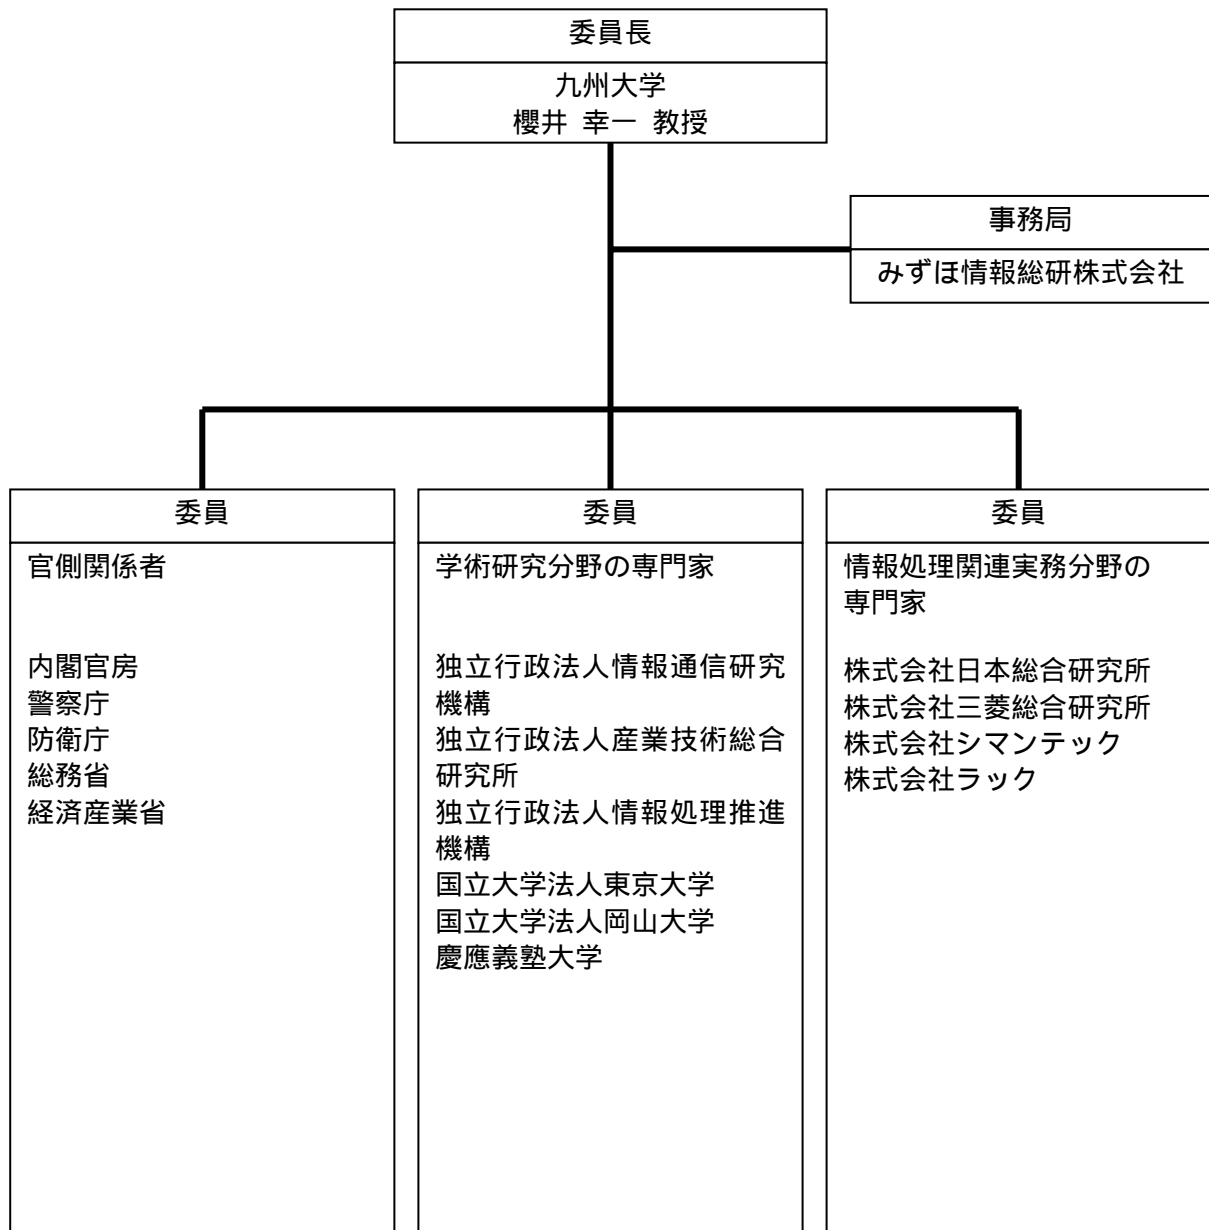 委員長
九州大学
櫻井 幸一 教授
事務局
みずほ情報総研株式会社
委員
官側関係者
内閣官房
警察庁
防衛庁
総務省
経済産業省
委員
学術研究分野の専門家
独立行政法人情報通信研究
機構
独立行政法人産業技術総合
研究所
独立行政法人情報処理推進
機構
国立大学法人東京大学
国立大学法人岡山大学
慶應義塾大学
委員
情報処理関連実務分野の
専門家
株式会社日本総合研究所
株式会社三菱総合研究所
株式会社シマンテック
株式会社ラック